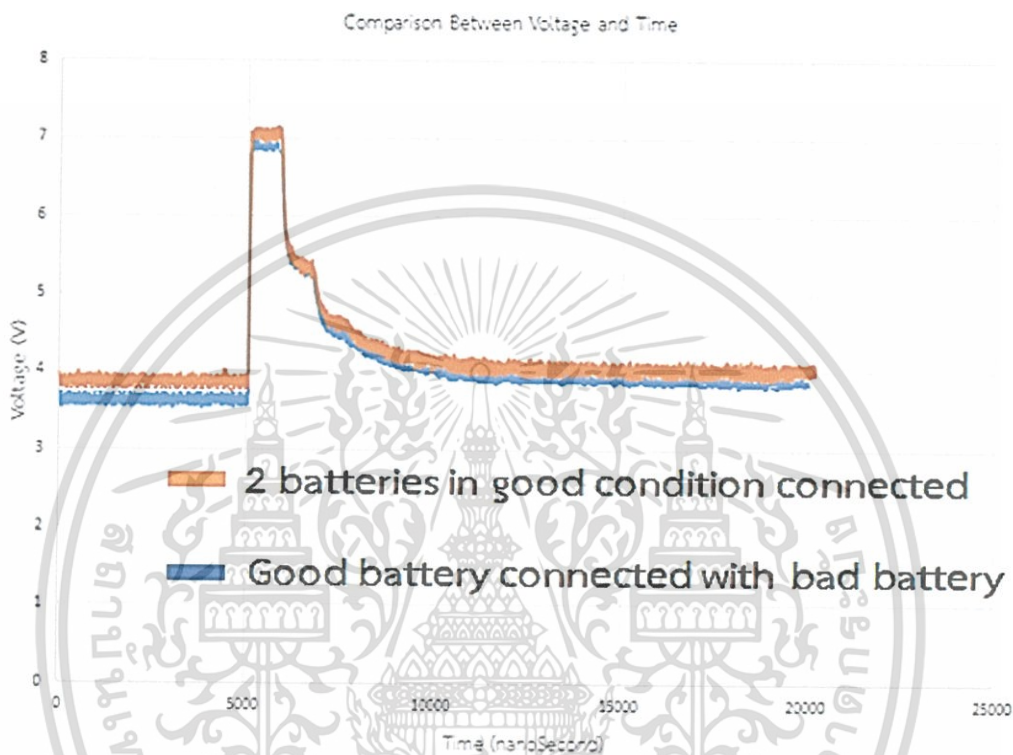 Comparison Between Voltage and Time
8
7
6
5
4
3
2
1
0
Voltage (V)
2 batteries in good condition connected
Good battery connected with bad battery
0 5000 10000 15000 20000 25000
Time (nanoSecond)